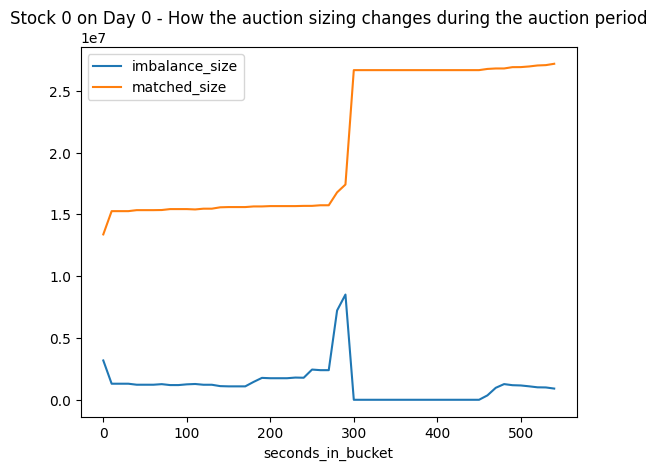 Stock 0 on Day 0 - How the auction sizing changes during the auction period
1e7
imbalance_size
matched_size
2.5
2.0
1.5
1.0
0.5
0.0
0 100 200 300 400 500
seconds_in_bucket